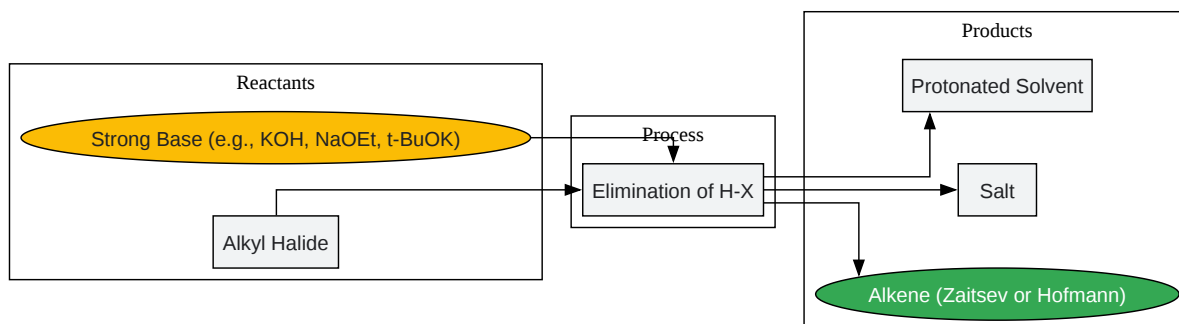 Reactants
Strong Base (e.g., KOH, NaOEt, t-BuOK)
Alkyl Halide
Process
Elimination of H-X
Products
Protonated Solvent
Salt
Alkene (Zaitsev or Hofmann)